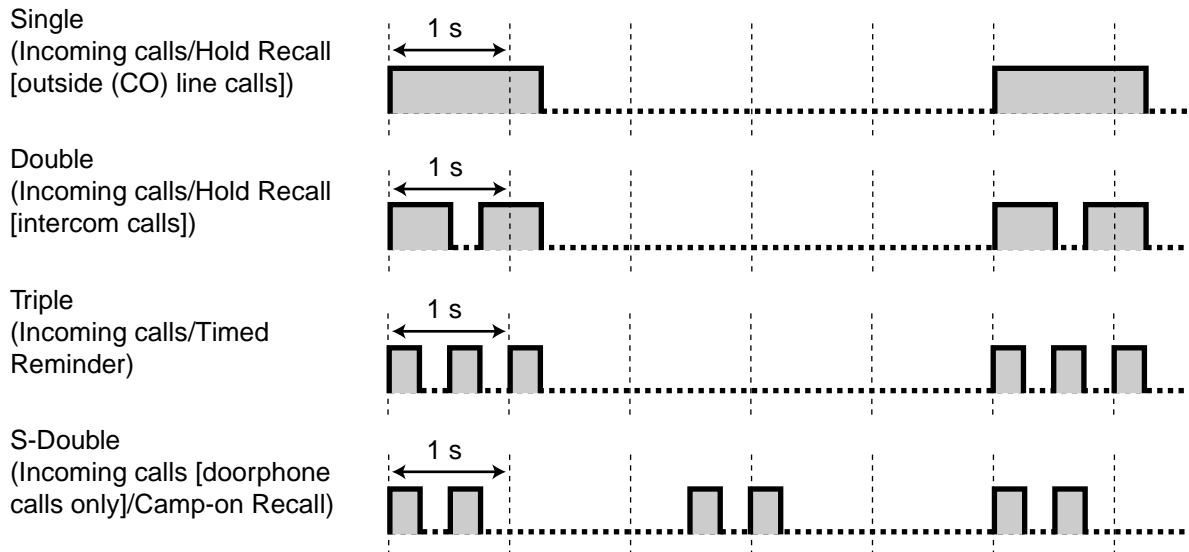 Single
(Incoming calls/Hold Recall
[outside (CO) line calls])
1 s
Double
(Incoming calls/Hold Recall
[intercom calls])
1 s
Triple
(Incoming calls/Timed
Reminder)
1 s
S-Double
(Incoming calls [doorphone
calls only]/Camp-on Recall)
1 s